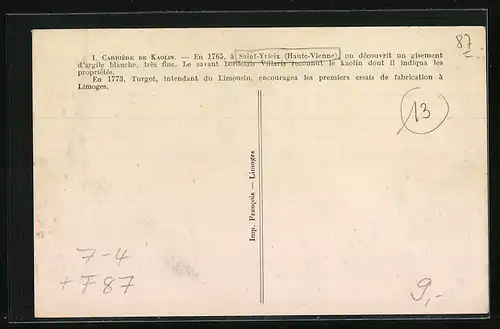 87
I. CARRIÈRE DE KAOLIN. — En 1765, à Saint-Yrieix (Haute-Vienne), on découvrit un gisement
d'argile blanche, très fine. Le savant bordelais Villaris reconnut le kaolin dont il indiqua les
propriétés.
En 1773, Turgot, intendant du Limousin, encouragea les premiers essais de fabrication à
Limoges.
13
Imp. François — Limoges
7-4
+ F87
9,-